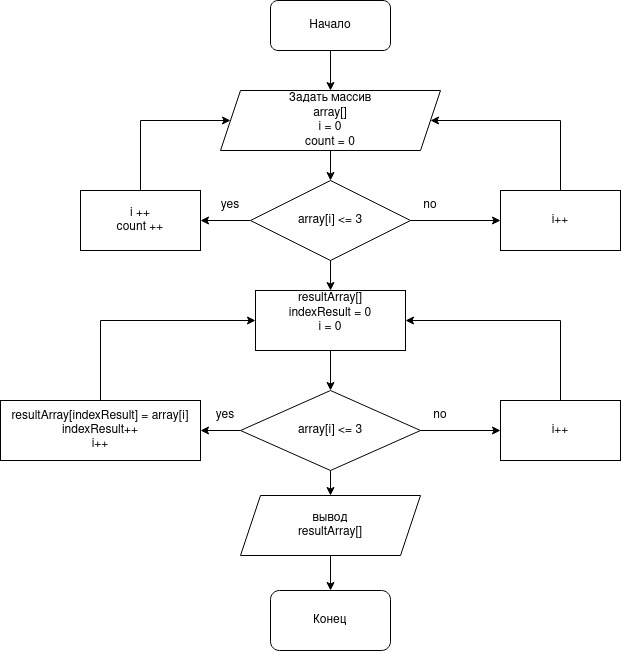 Начало
Задать массив
array[]
i = 0
count = 0
yes
no
i ++
count ++
array[i] <= 3
i++
resultArray[]
indexResult = 0
i = 0
yes
no
resultArray[indexResult] = array[i]
indexResult++
i++
array[i] <= 3
i++
вывод
resultArray[]
Конец